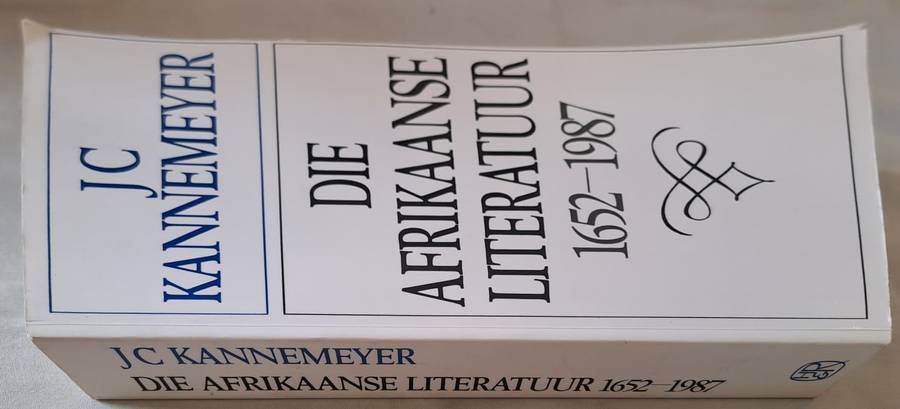 J C
KANNEMEYER
DIE
AFRIKAANSE
LITERATUUR
1652–1987
J C KANNEMEYER
DIE AFRIKAANSE LITERATUUR 1652–1987